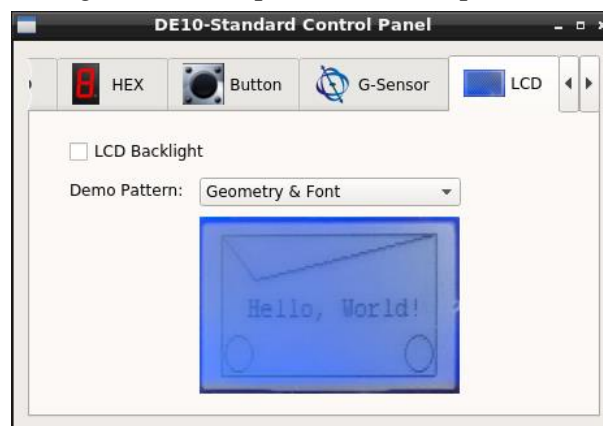 DE10-Standard Control Panel
HEX
Button
G-Sensor
LCD
LCD Backlight
Demo Pattern: Geometry & Font
Hello, World!